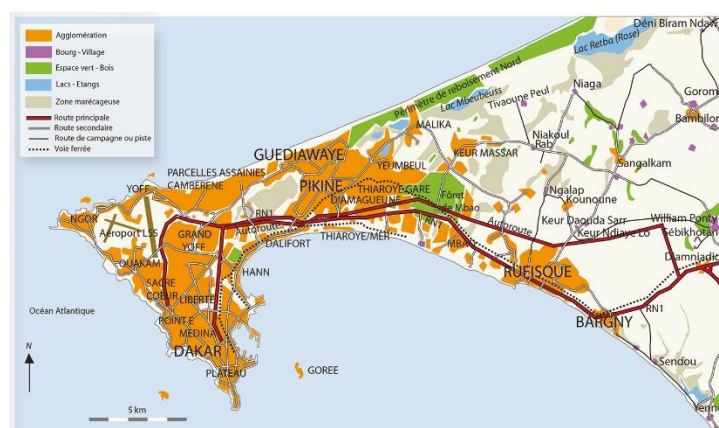 Agglomération
Bourg - Village
Espace vert - Bois
Lacs - Etangs
Zone marécageuse
Route principale
Route secondaire
Route de campagne ou piste
Voie ferrée
Déni Biram Ndaw
Lac Retba (Rose)
Périmètre de reboisement Nord
Lac Mbeubeuss
Tivaoune Peul
Niaga
Gorom
Bambilor
MALIKA
Niakoul
Rab
Sangalkam
GUEDIAWAYE
YEUMBEUL
KEUR MASSAR
PARCELLES ASSAINIES
CAMBERENE
PIKINE
THIAROYE GARE
DIAMAGUEUNE
Fôret
de Mbao
Ngalap
Kounoune
YOFF
NGOR
Aéroport LSS
RN1
Autoroute
GRAND
YOFF
DALIFORT
THIAROYE/MER
RN1
MBAO
Autoroute
Keur Daouda Sarr
Keur Ndiaye Lo
William Ponty
Sébikhotan
Diamniadio
OUAKAM
HANN
RUFISQUE
SACRE
COEUR
LIBERTE
Océan Atlantique
POINT E
MEDINA
DAKAR
BARGNY
RN1
Sendou
PLATEAU
GOREE
N
5 km
Yenne